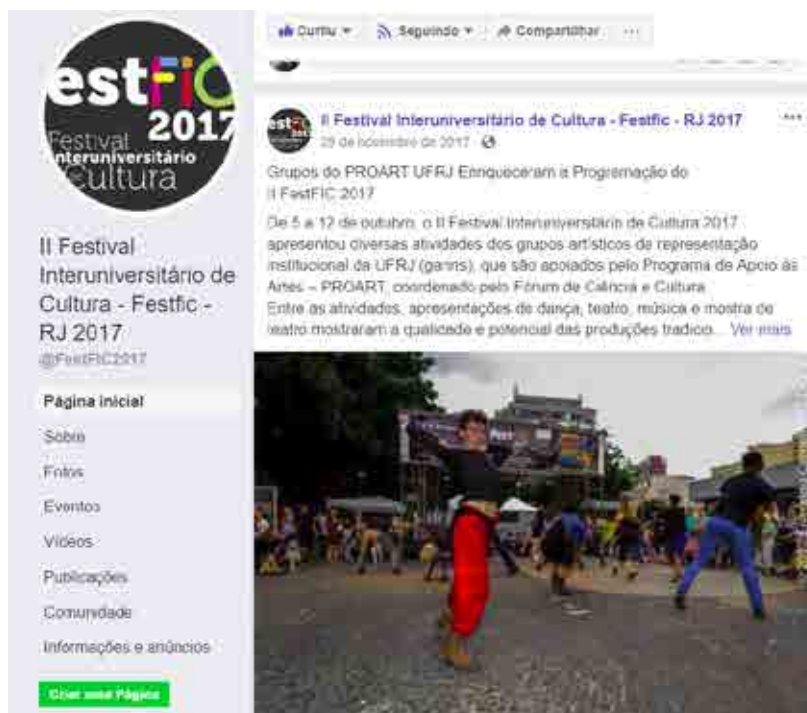 estFiC
2017
Festival
interuniversitário
Cultura
II Festival
Interuniversitário de
Cultura - Festfic -
RJ 2017
@FestFIC2017
Página inicial
Sobre
Fotos
Eventos
Vídeos
Publicações
Comunidade
Informações e anúncios
Criar uma Página
Curtiu
Seguindo
Compartilhar
...
II Festival Interuniversitário de Cultura - Festfic - RJ 2017
29 de novembro de 2017
Grupos do PROART UFRJ Enriqueceram a Programação do
II FestFIC 2017
De 5 a 12 de outubro, o II Festival Interuniversitário de Cultura 2017
apresentou diversas atividades dos grupos artísticos de representação
institucional da UFRJ (garins), que são apoiados pelo Programa de Apoio às
Artes – PROART, coordenado pelo Fórum de Ciência e Cultura
Entre as atividades, apresentações de dança, teatro, música e mostra de
teatro mostraram a qualidade e potencial das produções tradico... Ver mais